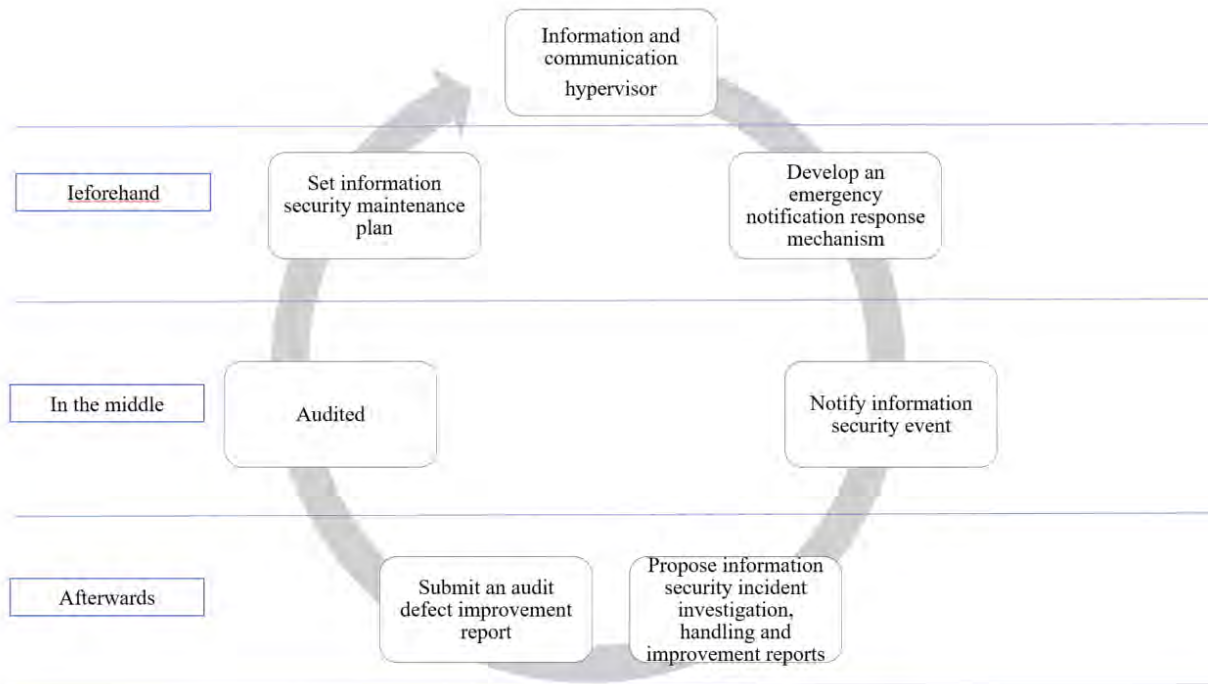 Information and
communication
hypervisor
Ieforehand
Set information
security maintenance
plan
Develop an
emergency
notification response
mechanism
In the middle
Audited
Notify information
security event
Afterwards
Submit an audit
defect improvement
report
Propose information
security incident
investigation,
handling and
improvement reports